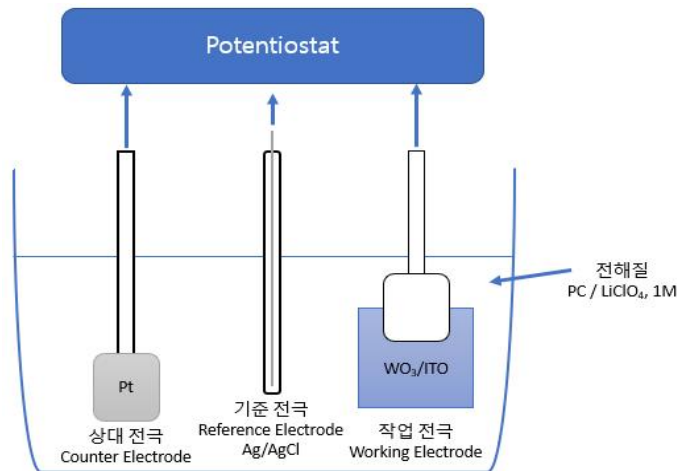 Potentiostat
전해질
PC / LiClO₄, 1M
Pt
WO₃/ITO
상대 전극
Counter Electrode
기준 전극
Reference Electrode
Ag/AgCl
작업 전극
Working Electrode